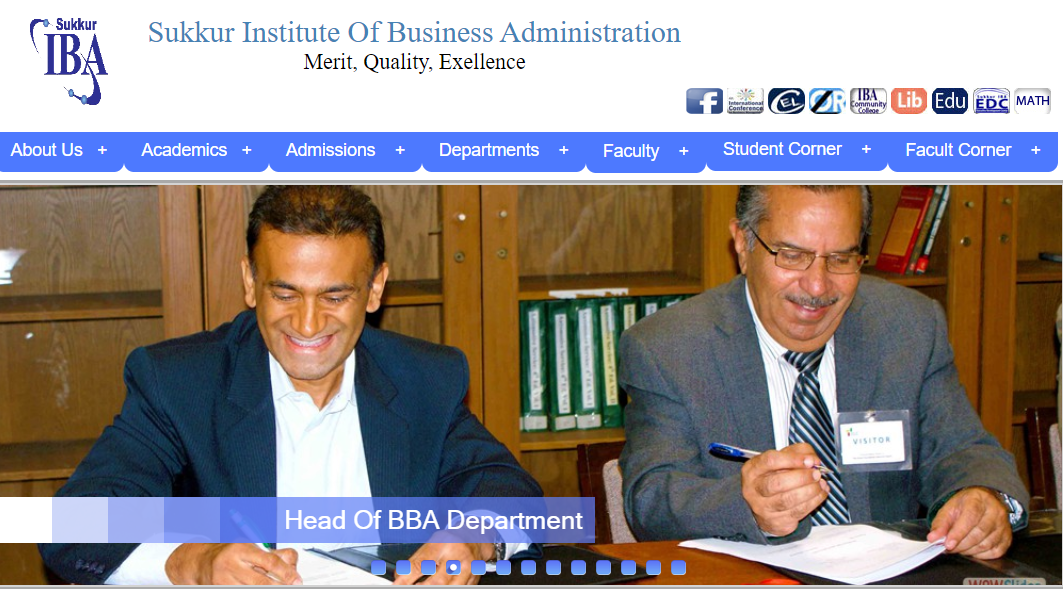 Sukkur
IBA
Sukkur Institute Of Business Administration
Merit, Quality, Exellence
f
International
Conference
CEL
IBA
Community
College
Lib
Edu
SUKKUR IBA
EDC
MATH
About Us +
Academics +
Admissions +
Departments +
Faculty +
Student Corner +
Facult Corner +
VISITOR
Head Of BBA Department
WOWSlider